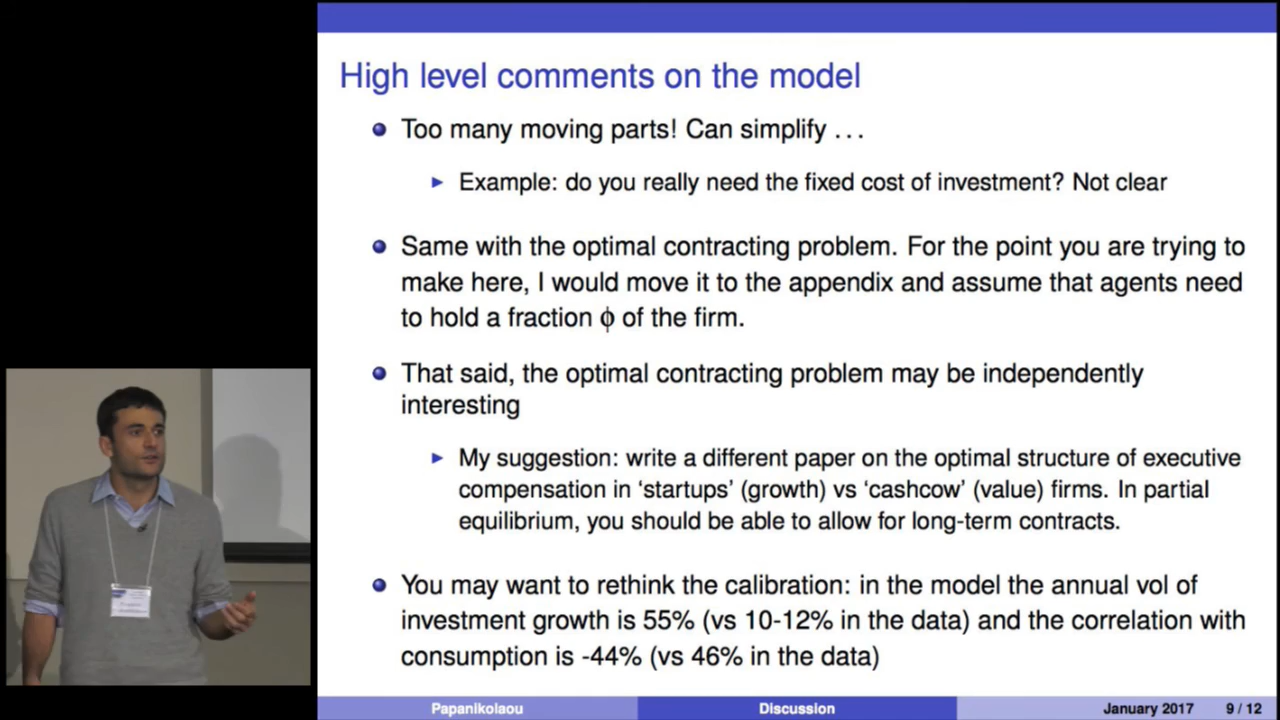 High level comments on the model
Too many moving parts! Can simplify . . .
Example: do you really need the fixed cost of investment? Not clear
Same with the optimal contracting problem. For the point you are trying to
make here, I would move it to the appendix and assume that agents need
to hold a fraction ϕ of the firm.
That said, the optimal contracting problem may be independently
interesting
My suggestion: write a different paper on the optimal structure of executive
compensation in ‘startups’ (growth) vs ‘cashcow’ (value) firms. In partial
equilibrium, you should be able to allow for long-term contracts.
You may want to rethink the calibration: in the model the annual vol of
investment growth is 55% (vs 10-12% in the data) and the correlation with
consumption is -44% (vs 46% in the data)
Papanikolaou Discussion January 2017 9 / 12